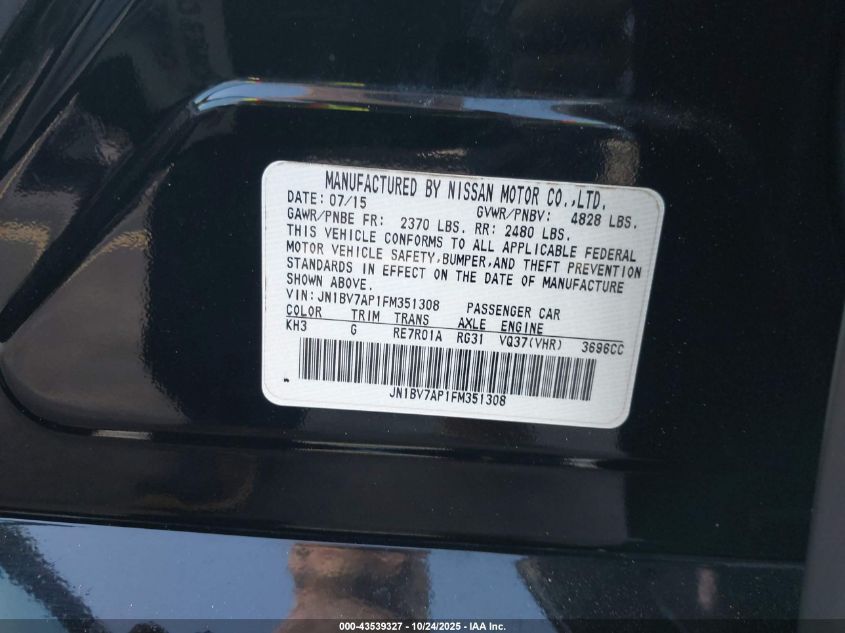 MANUFACTURED BY NISSAN MOTOR CO.,LTD.
DATE: 07/15 GVWR/PNBV: 4828 LBS.
GAWR/PNBE FR: 2370 LBS. RR: 2480 LBS.
THIS VEHICLE CONFORMS TO ALL APPLICABLE FEDERAL
MOTOR VEHICLE SAFETY,BUMPER,AND THEFT PREVENTION
STANDARDS IN EFFECT ON THE DATE OF MANUFACTURE
SHOWN ABOVE.
VIN: JN1BV7AP1FM351308 PASSENGER CAR
COLOR TRIM TRANS AXLE ENGINE
KH3 G RE7R01A RG31 VQ37(VHR) 3696CC
JN1BV7AP1FM351308
000-43539327 • 10/24/2025 • IAA Inc.